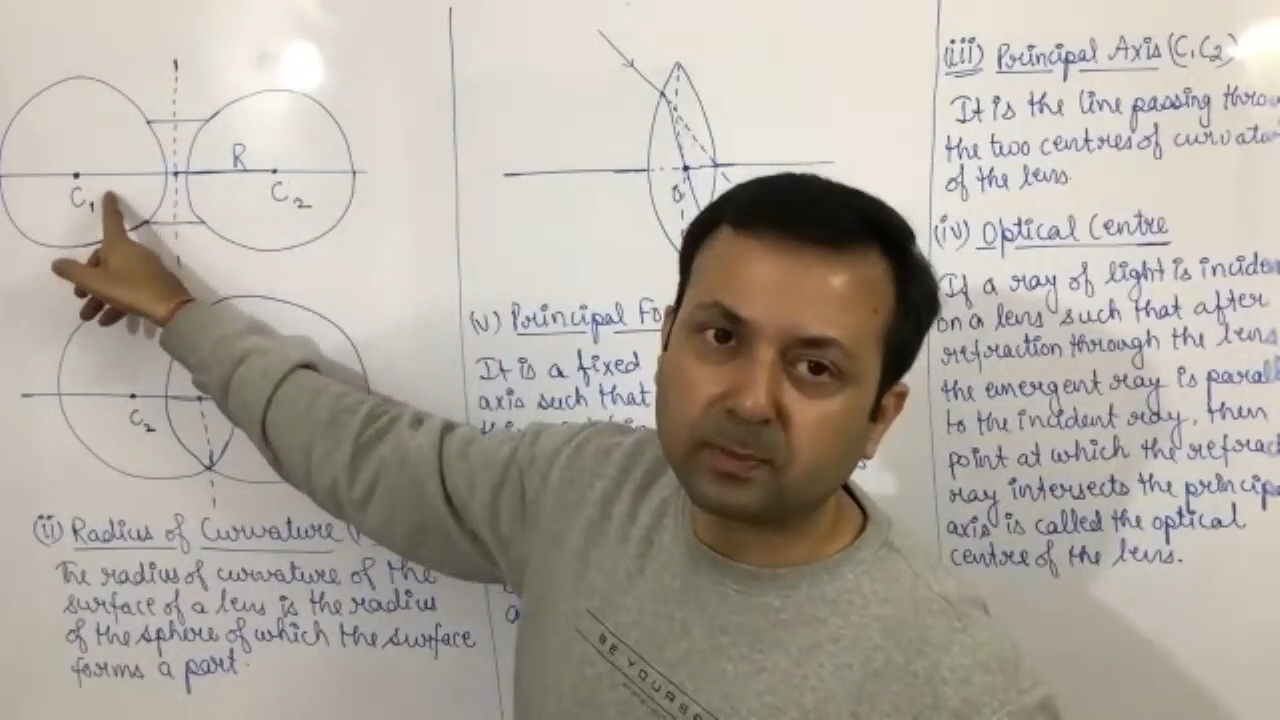 R
C1
C2
C2
(ii) Radius of Curvature
The radius of curvature of the
surface of a lens is the radius
of the sphere of which the surface
forms a part.
(v) Principal Fo
It is a fixed
axis such that
(iii) Principal Axis (C1C2)
It is the line passing throu
the two centres of curvatu
of the lens
(iv) Optical Centre
If a ray of light is inciden
on a lens such that after
refraction through the lens
the emergent ray is parall
to the incident ray, then
point at which the refrac
ray intersects the principa
axis is called the optical
centre of the lens.
BE YOURSE